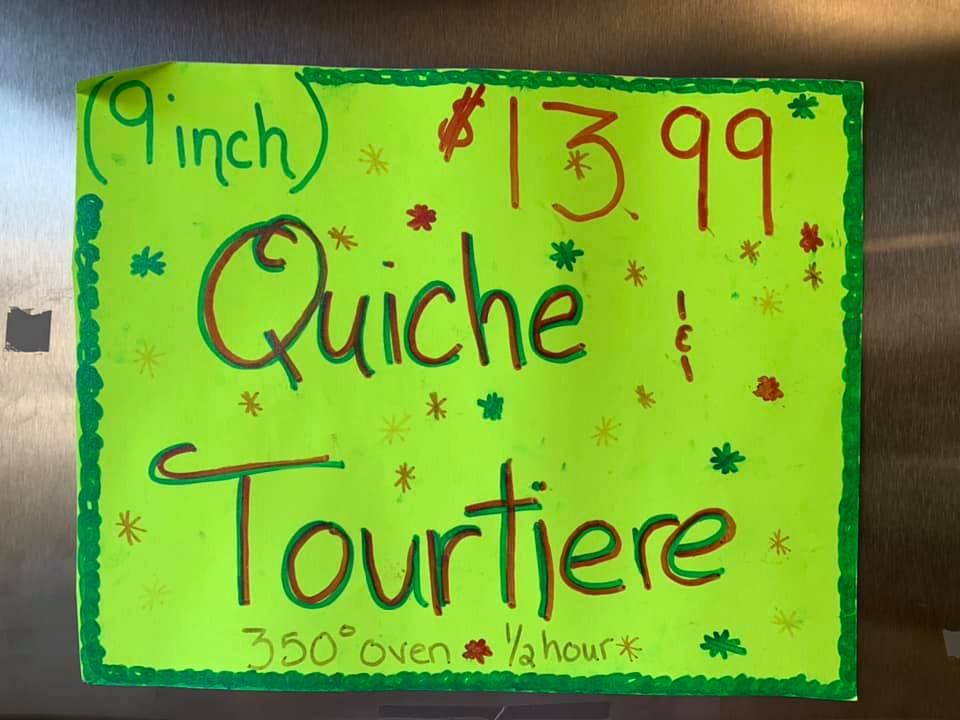 (9 inch) $13.99
Quiche &
Tourtiere
350° oven * ½ hour *